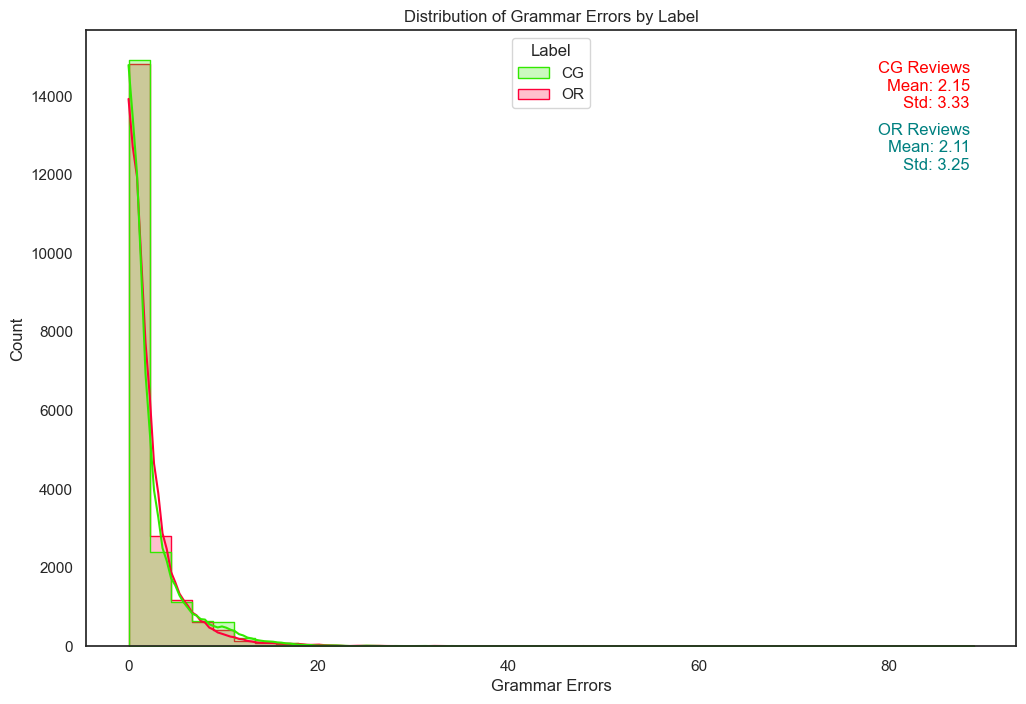 Distribution of Grammar Errors by Label
Label
CG
OR
CG Reviews
Mean: 2.15
Std: 3.33
OR Reviews
Mean: 2.11
Std: 3.25
Count
14000
12000
10000
8000
6000
4000
2000
0
0 20 40 60 80
Grammar Errors